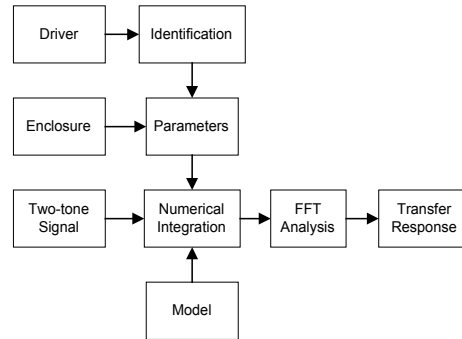 Driver
Identification
Enclosure
Parameters
Two-tone
Signal
Numerical
Integration
FFT
Analysis
Transfer
Response
Model